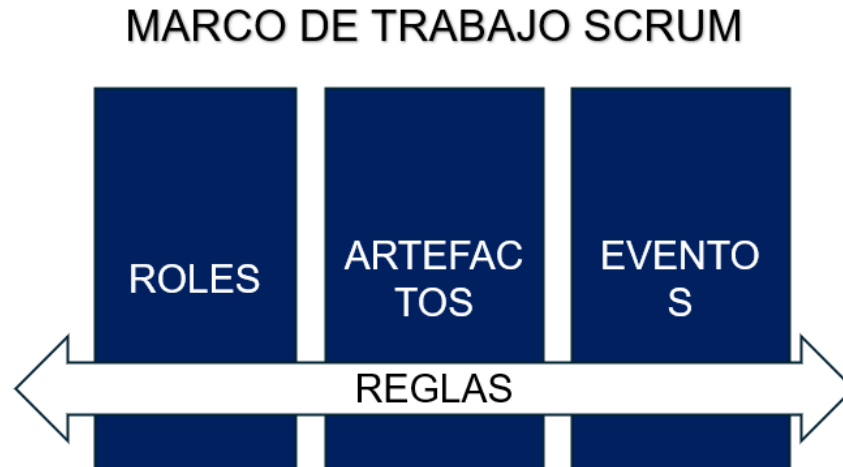 MARCO DE TRABAJO SCRUM
ROLES
ARTEFAC
TOS
EVENTO
S
REGLAS